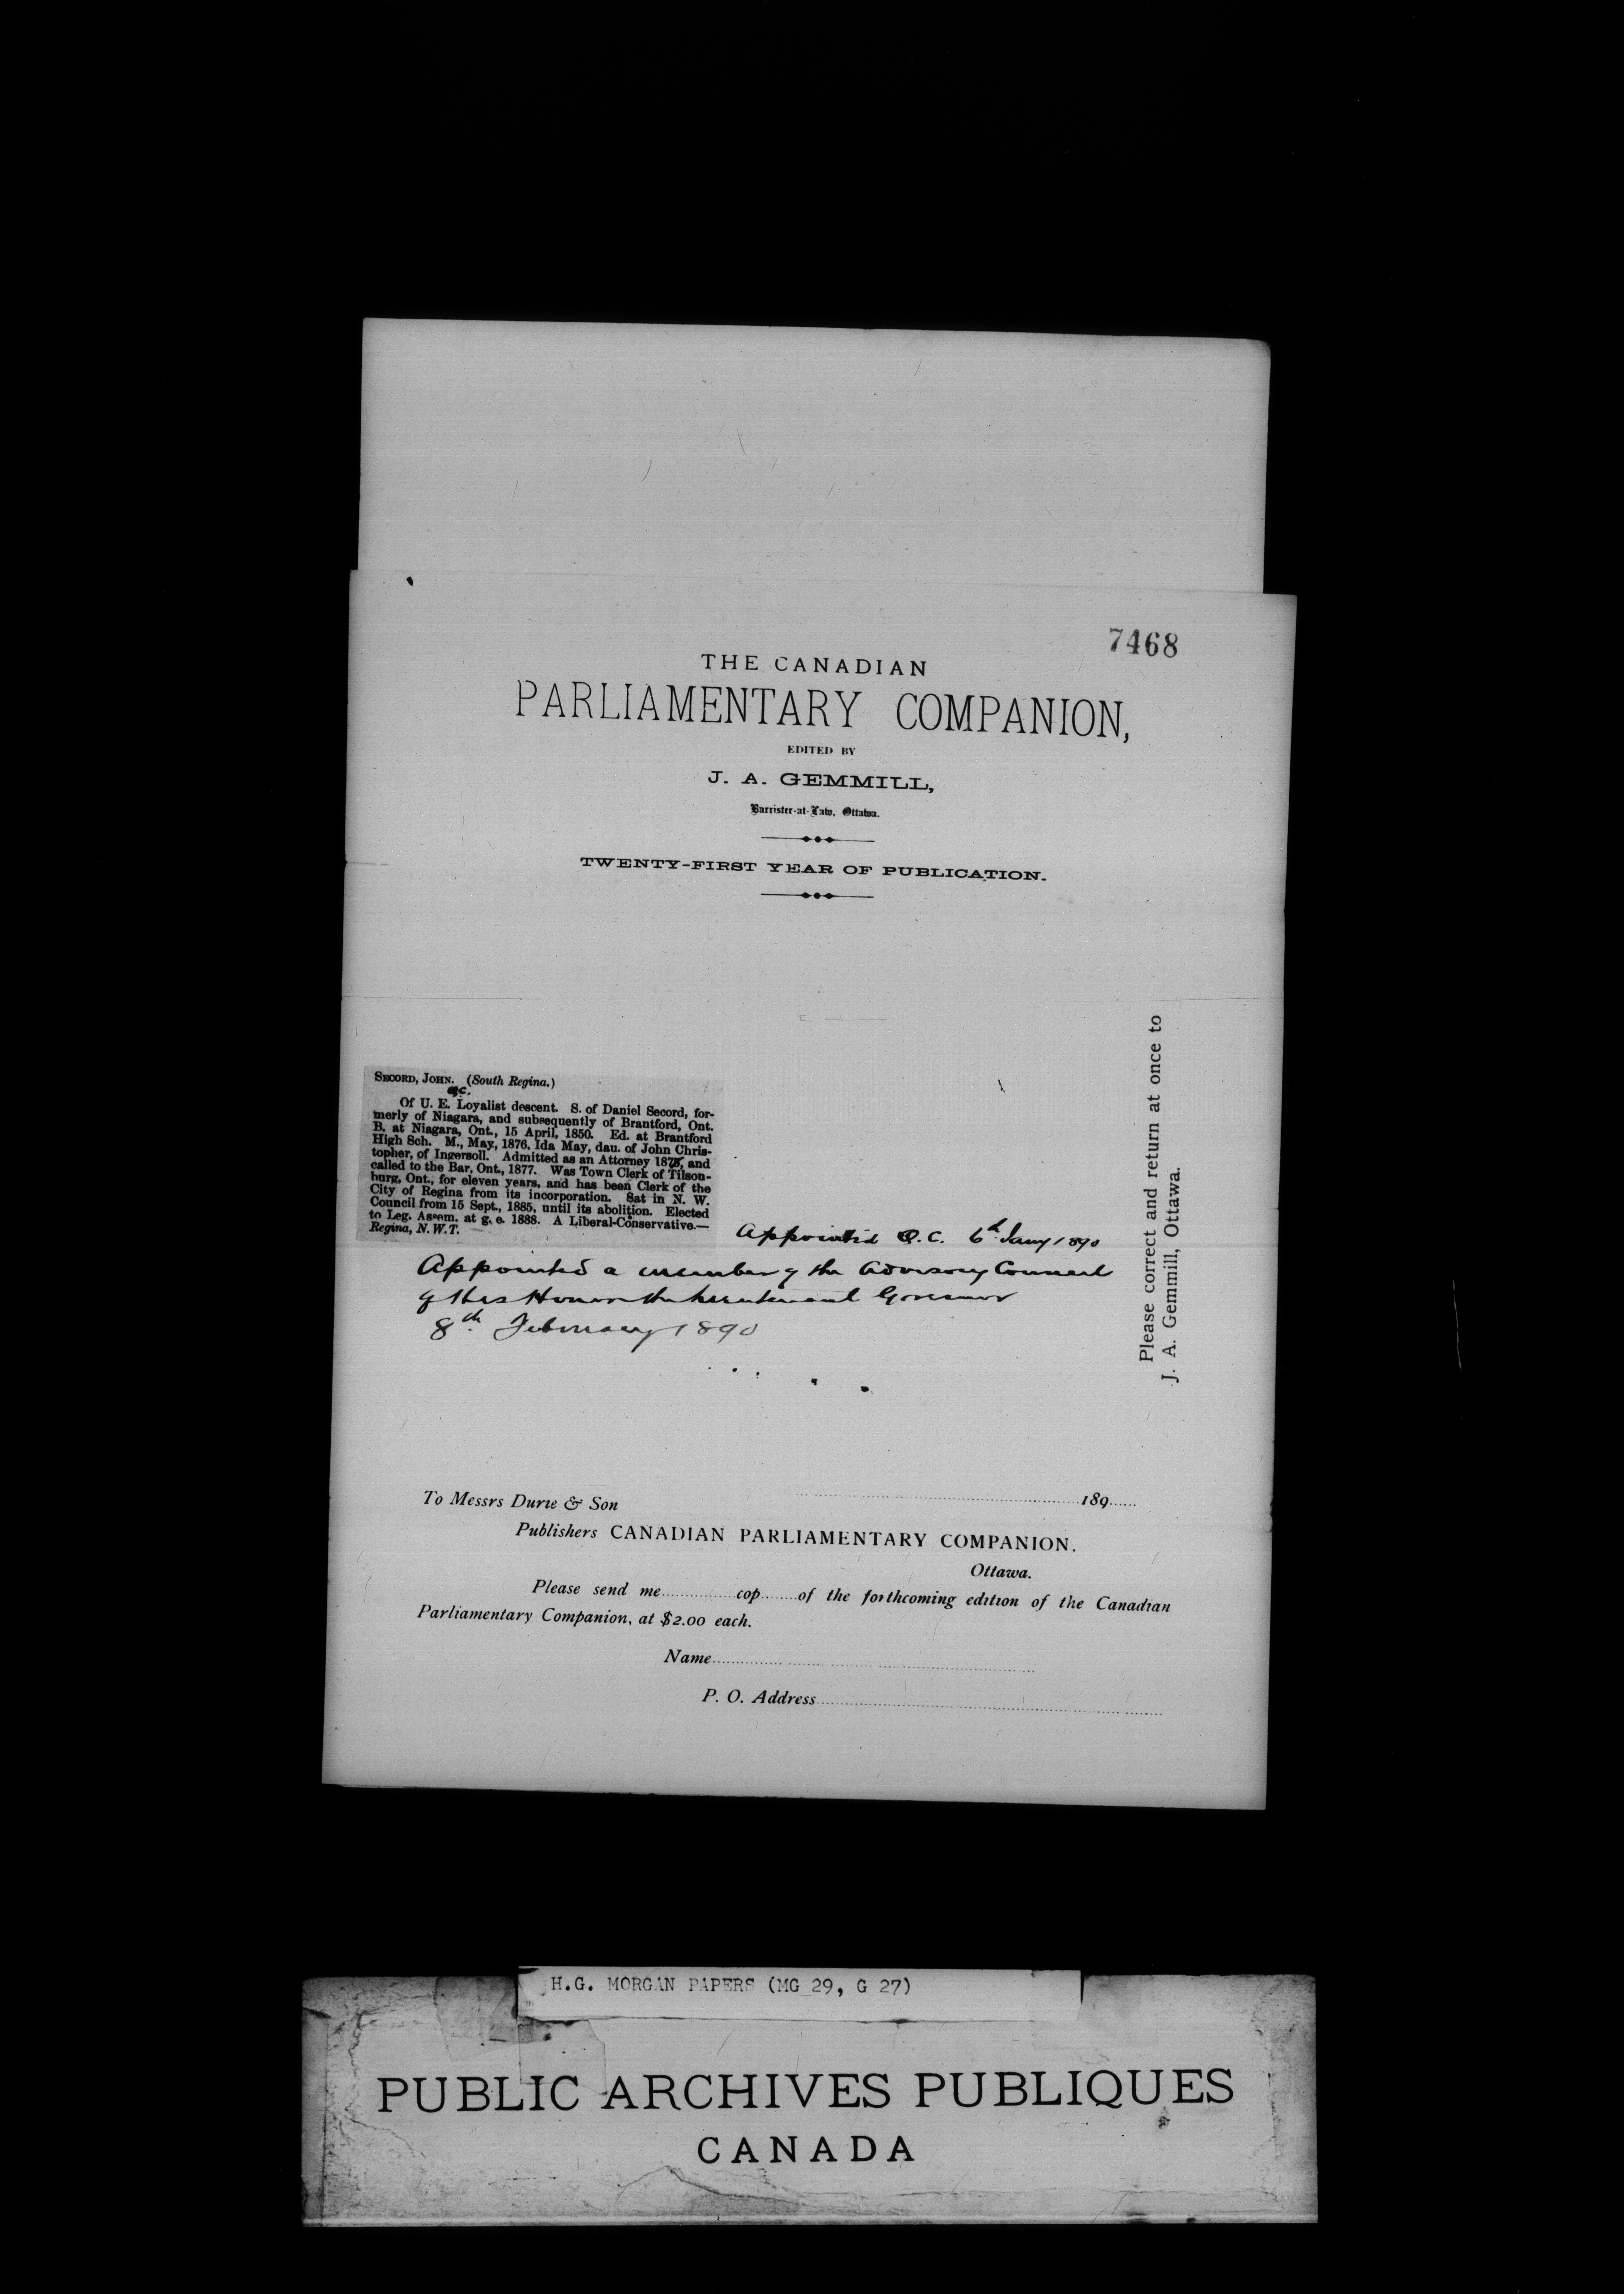 7468
THE CANADIAN
PARLIAMENTARY COMPANION,
EDITED BY
J. A. GEMMILL,
Barrister-at-Law, Ottawa.
TWENTY-FIRST YEAR OF PUBLICATION.
SECORD, JOHN. (South Regina.)
Q.C.
Of U. E. Loyalist descent. S. of Daniel Secord, for-
merly of Niagara, and subsequently of Brantford, Ont.
B. at Niagara, Ont., 15 April, 1850. Ed. at Brantford
High Sch. M., May, 1876, Ida May, dau. of John Chris-
topher, of Ingersoll. Admitted as an Attorney and
called to the Bar, Ont., 1877. Was Town Clerk of Tilson-
burg, Ont., for eleven years, and has been Clerk of the
City of Regina from its incorporation. Sat in N. W.
Council from 15 Sept., 1885, until its abolition. Elected
to Leg. Assem. at g. e. 1888. A Liberal-Conservative.—
Regina, N.W.T.
Appointed Q.C. 6th Jany 1890
Appointed a member of the Advisory Council
of His Honor the Lieutenant Governor
8th February 1890
Please correct and return at once to
J. A. Gemmill, Ottawa.
To Messrs Durie & Son ......189......
Publishers CANADIAN PARLIAMENTARY COMPANION.
Ottawa.
Please send me......cop......of the forthcoming edition of the Canadian
Parliamentary Companion, at $2.00 each.
Name......
P. O. Address......
H.G. MORGAN PAPERS (MG 29, G 27)
PUBLIC ARCHIVES PUBLIQUES
CANADA